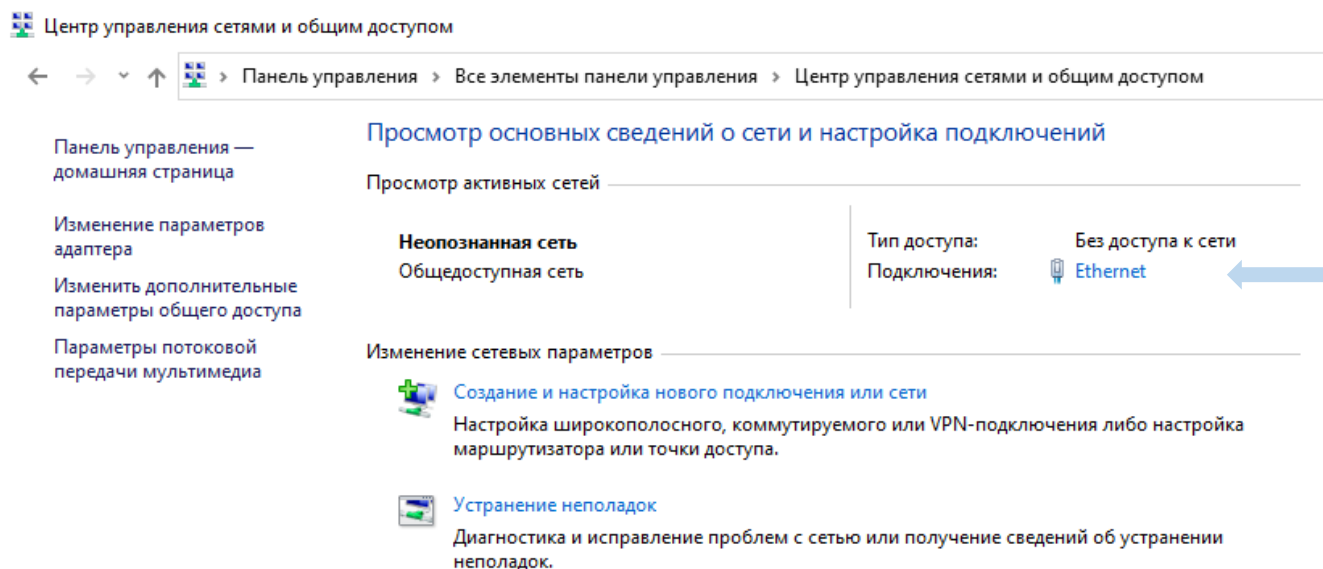 Центр управления сетями и общим доступом
Панель управления › Все элементы панели управления › Центр управления сетями и общим доступом
Панель управления —
домашняя страница
Изменение параметров
адаптера
Изменить дополнительные
параметры общего доступа
Параметры потоковой
передачи мультимедиа
Просмотр основных сведений о сети и настройка подключений
Просмотр активных сетей
Неопознанная сеть
Общедоступная сеть
Тип доступа: Без доступа к сети
Подключения: Ethernet
Изменение сетевых параметров
Создание и настройка нового подключения или сети
Настройка широкополосного, коммутируемого или VPN-подключения либо настройка
маршрутизатора или точки доступа.
Устранение неполадок
Диагностика и исправление проблем с сетью или получение сведений об устранении
неполадок.